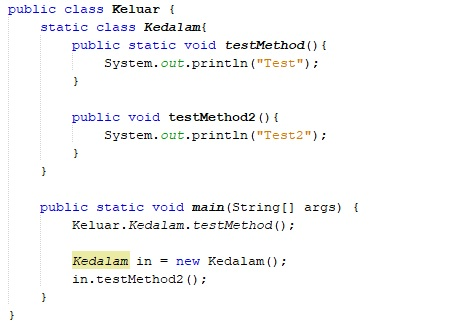 public class Keluar {
static class Kedalam{
public static void testMethod(){
System.out.println("Test");
}
public void testMethod2(){
System.out.println("Test2");
}
}
public static void main(String[] args) {
Keluar.Kedalam.testMethod();
Kedalam in = new Kedalam();
in.testMethod2();
}
}